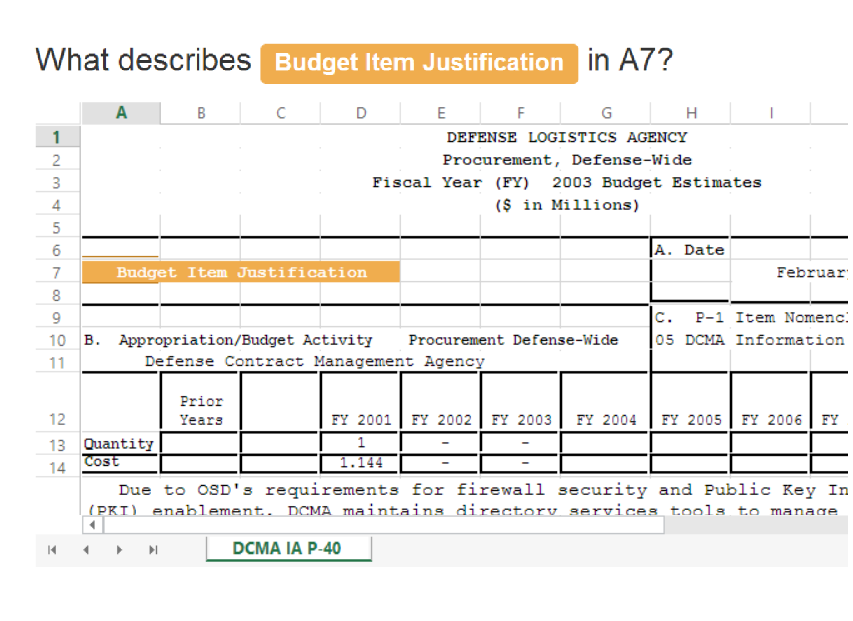 What describes Budget Item Justification in A7?
A B C D E F G H I
1 DEFENSE LOGISTICS AGENCY
2 Procurement, Defense-Wide
3 Fiscal Year (FY) 2003 Budget Estimates
4 ($ in Millions)
5
6 A. Date
7 Budget Item Justification February
8
9 C. P-1 Item Nomencl
10 B. Appropriation/Budget Activity Procurement Defense-Wide 05 DCMA Information
11 Defense Contract Management Agency
Prior
12 Years FY 2001 FY 2002 FY 2003 FY 2004 FY 2005 FY 2006 FY
13 Quantity 1 - -
14 Cost 1.144 - -
Due to OSD's requirements for firewall security and Public Key In
(PKI) enablement, DCMA maintains directory services tools to manage
DCMA IA P-40